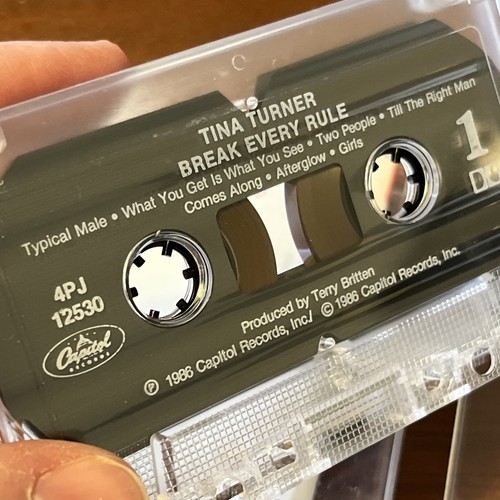 TINA TURNER
BREAK EVERY RULE
Typical Male • What You Get Is What You See • Two People • Till The Right Man
Comes Along • Afterglow • Girls
1
4PJ
12530
Capitol
RECORDS
Produced by Terry Britten
℗ 1986 Capitol Records, Inc./ © 1986 Capitol Records, Inc.